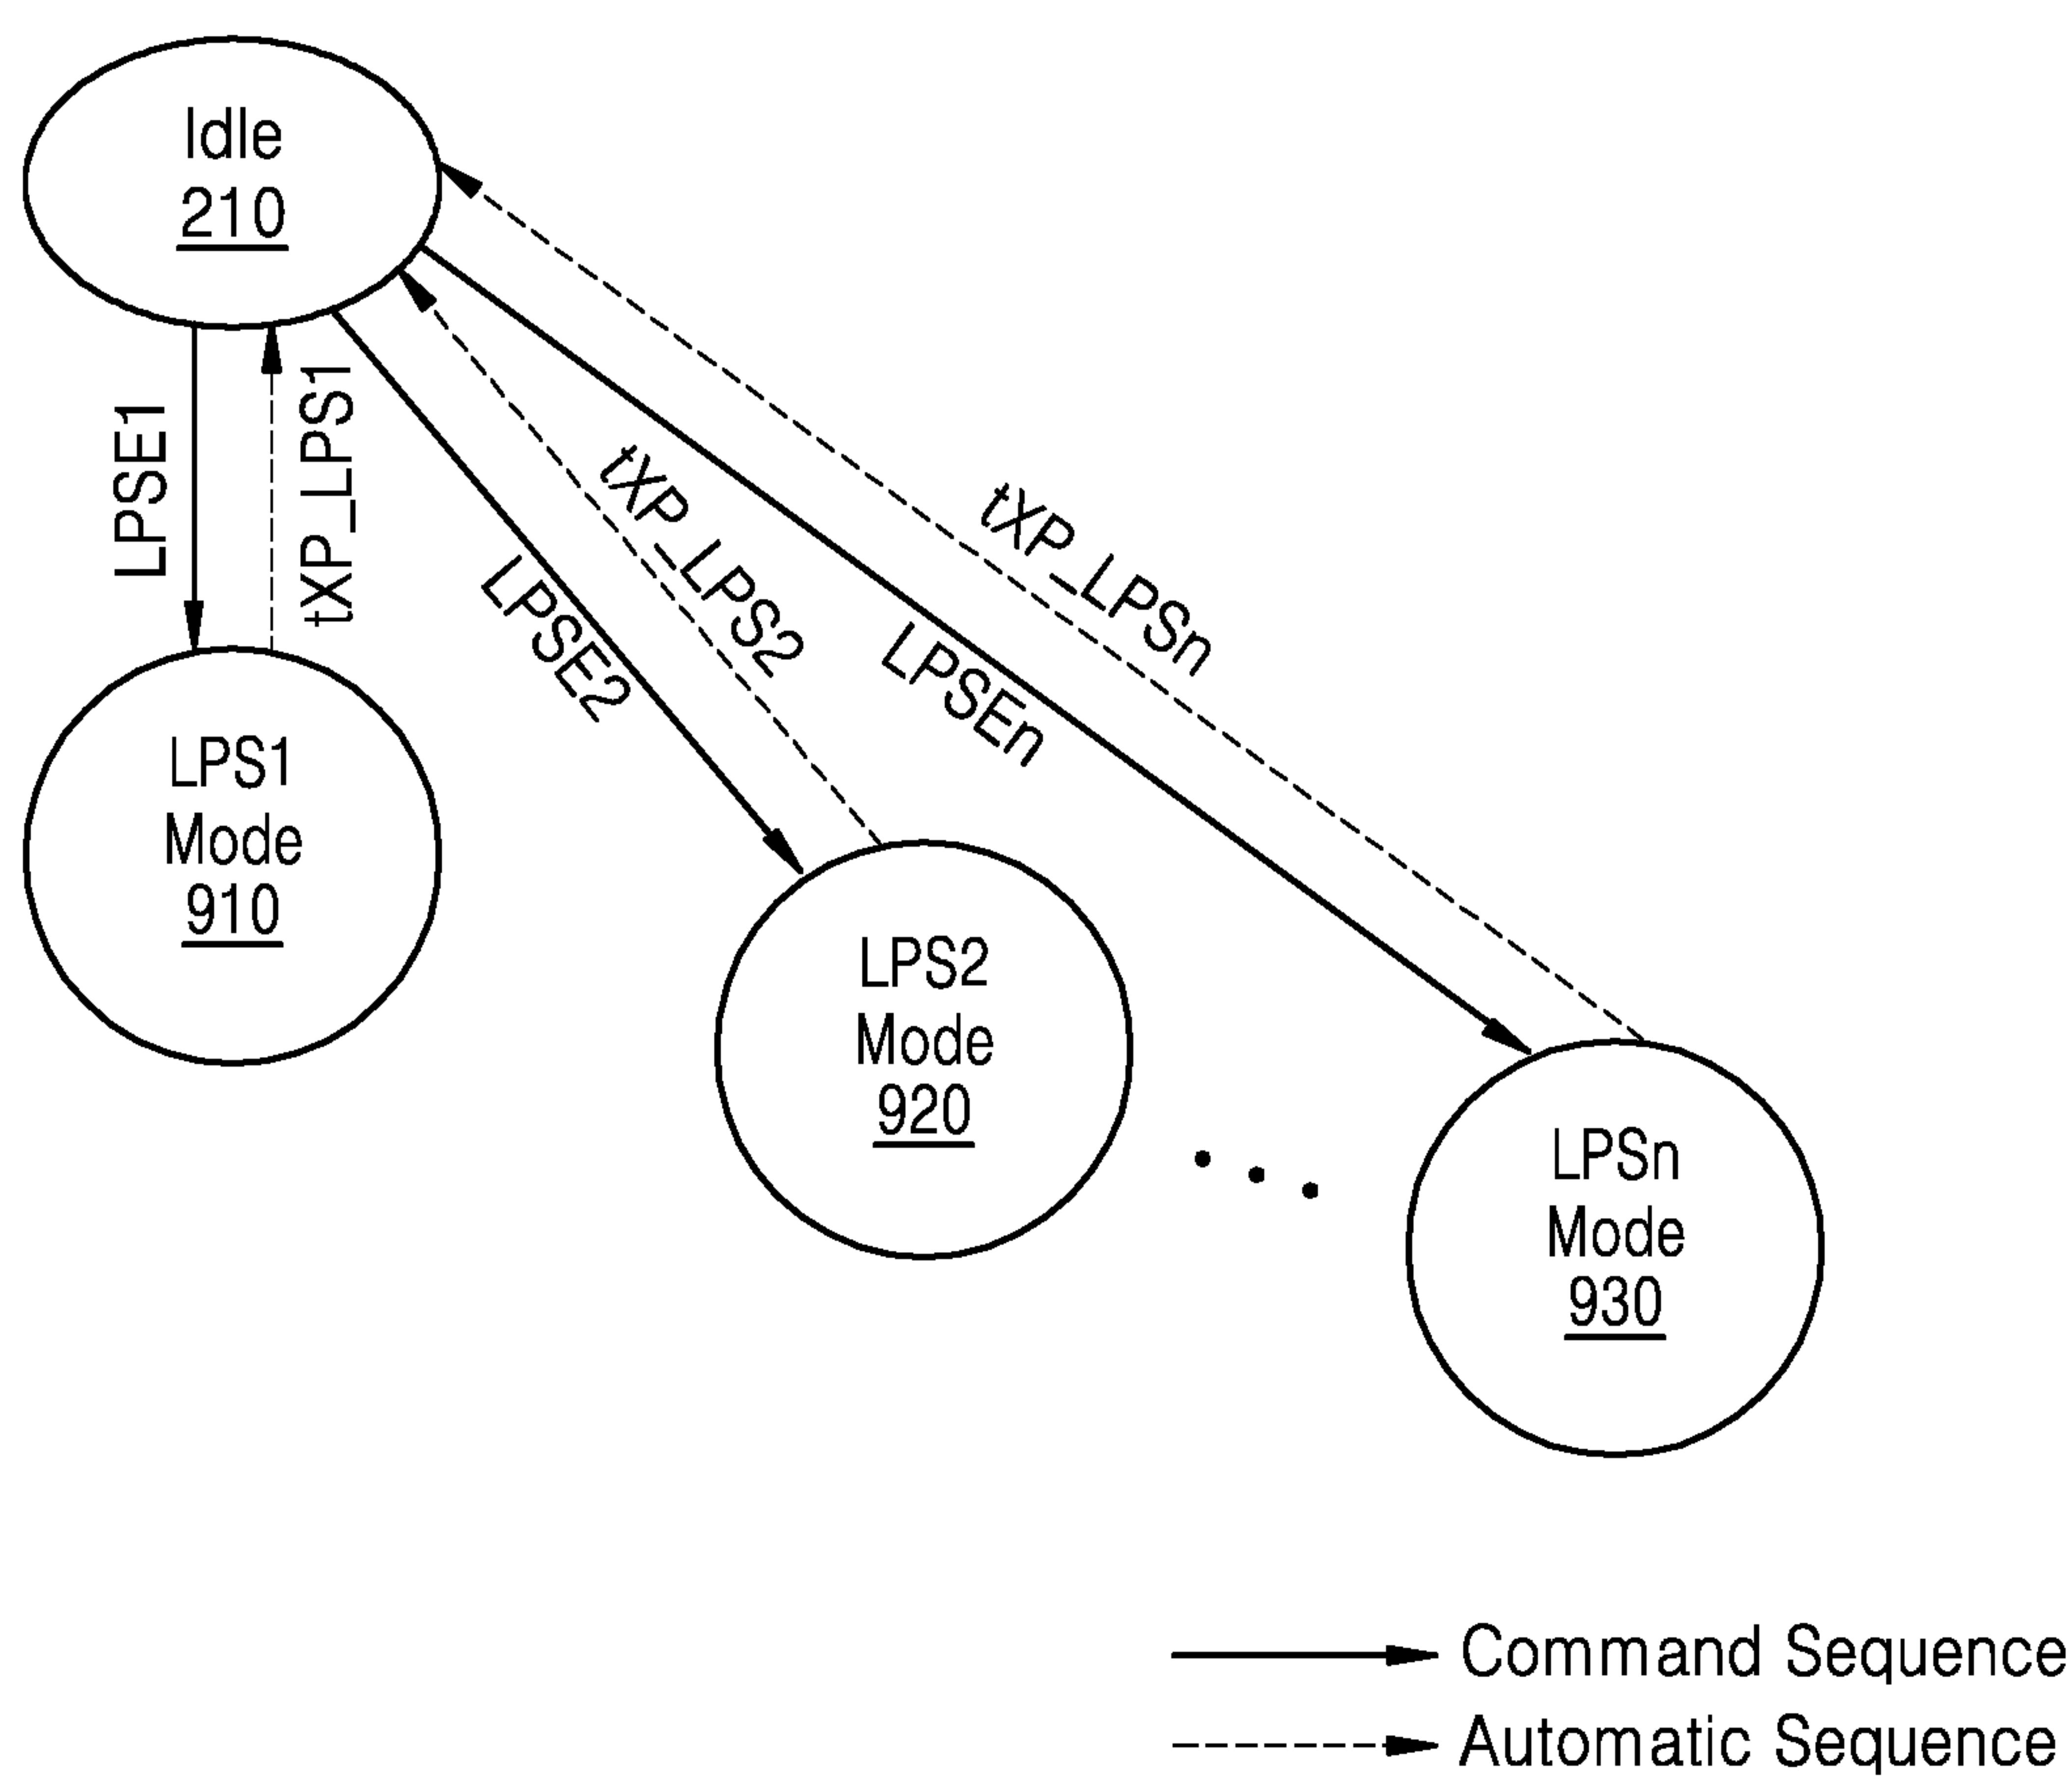 Idle
210
LPSE1
tXP_LPS1
LPSE2
tXP_LPS2
LPSEn
tXP_LPSn
LPS1
Mode
910
LPS2
Mode
920
LPSn
Mode
930
Command Sequence
Automatic Sequence